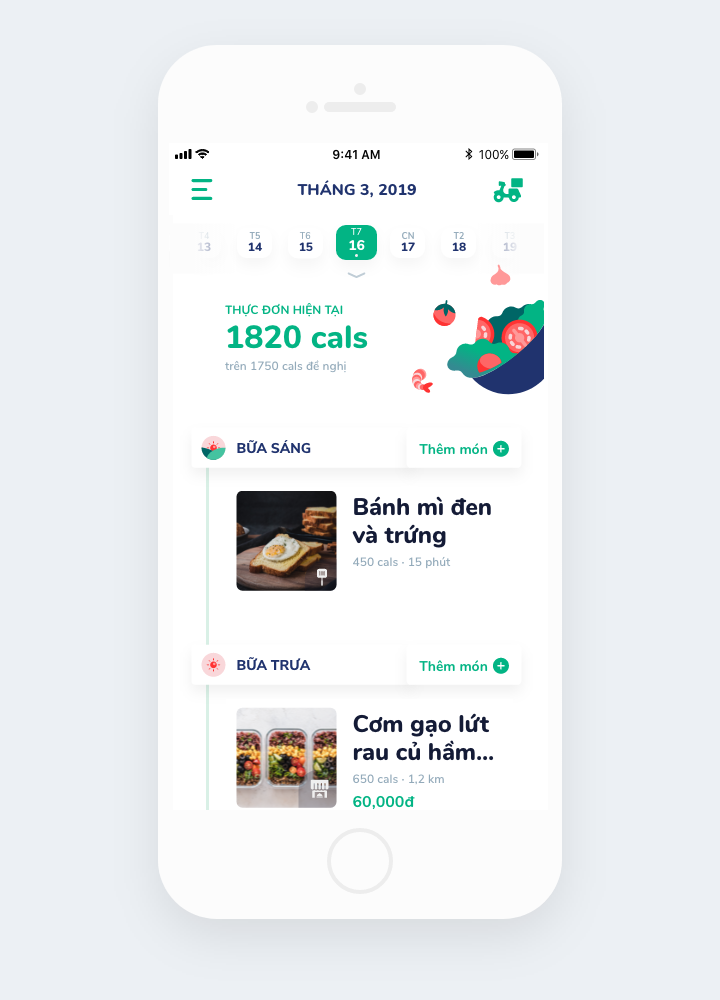 9:41 AM 100%
THÁNG 3, 2019
T4 T5 T6 T7 CN T2 T3
13 14 15 16 17 18 19
THỰC ĐƠN HIỆN TẠI
1820 cals
trên 1750 cals đề nghị
BỮA SÁNG Thêm món
Bánh mì đen
và trứng
450 cals · 15 phút
BỮA TRƯA Thêm món
Cơm gạo lứt
rau củ hầm...
650 cals · 1,2 km
60,000đ